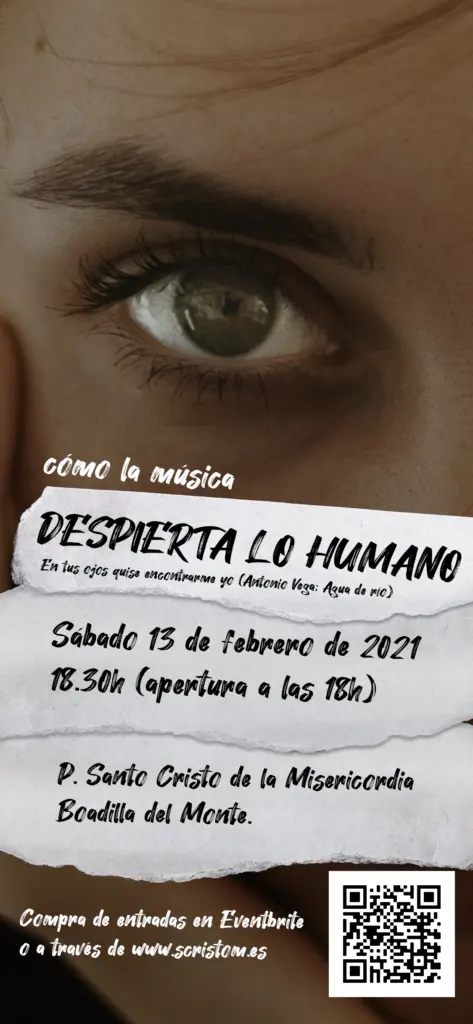 cómo la música
DESPIERTA LO HUMANO
En tus ojos quise encontrarme yo (Antonio Vega: Agua de río)
Sábado 13 de febrero de 2021
18.30h (apertura a las 18h)
P. Santo Cristo de la Misericordia
Boadilla del Monte.
Compra de entradas en Eventbrite
o a través de www.scristom.es